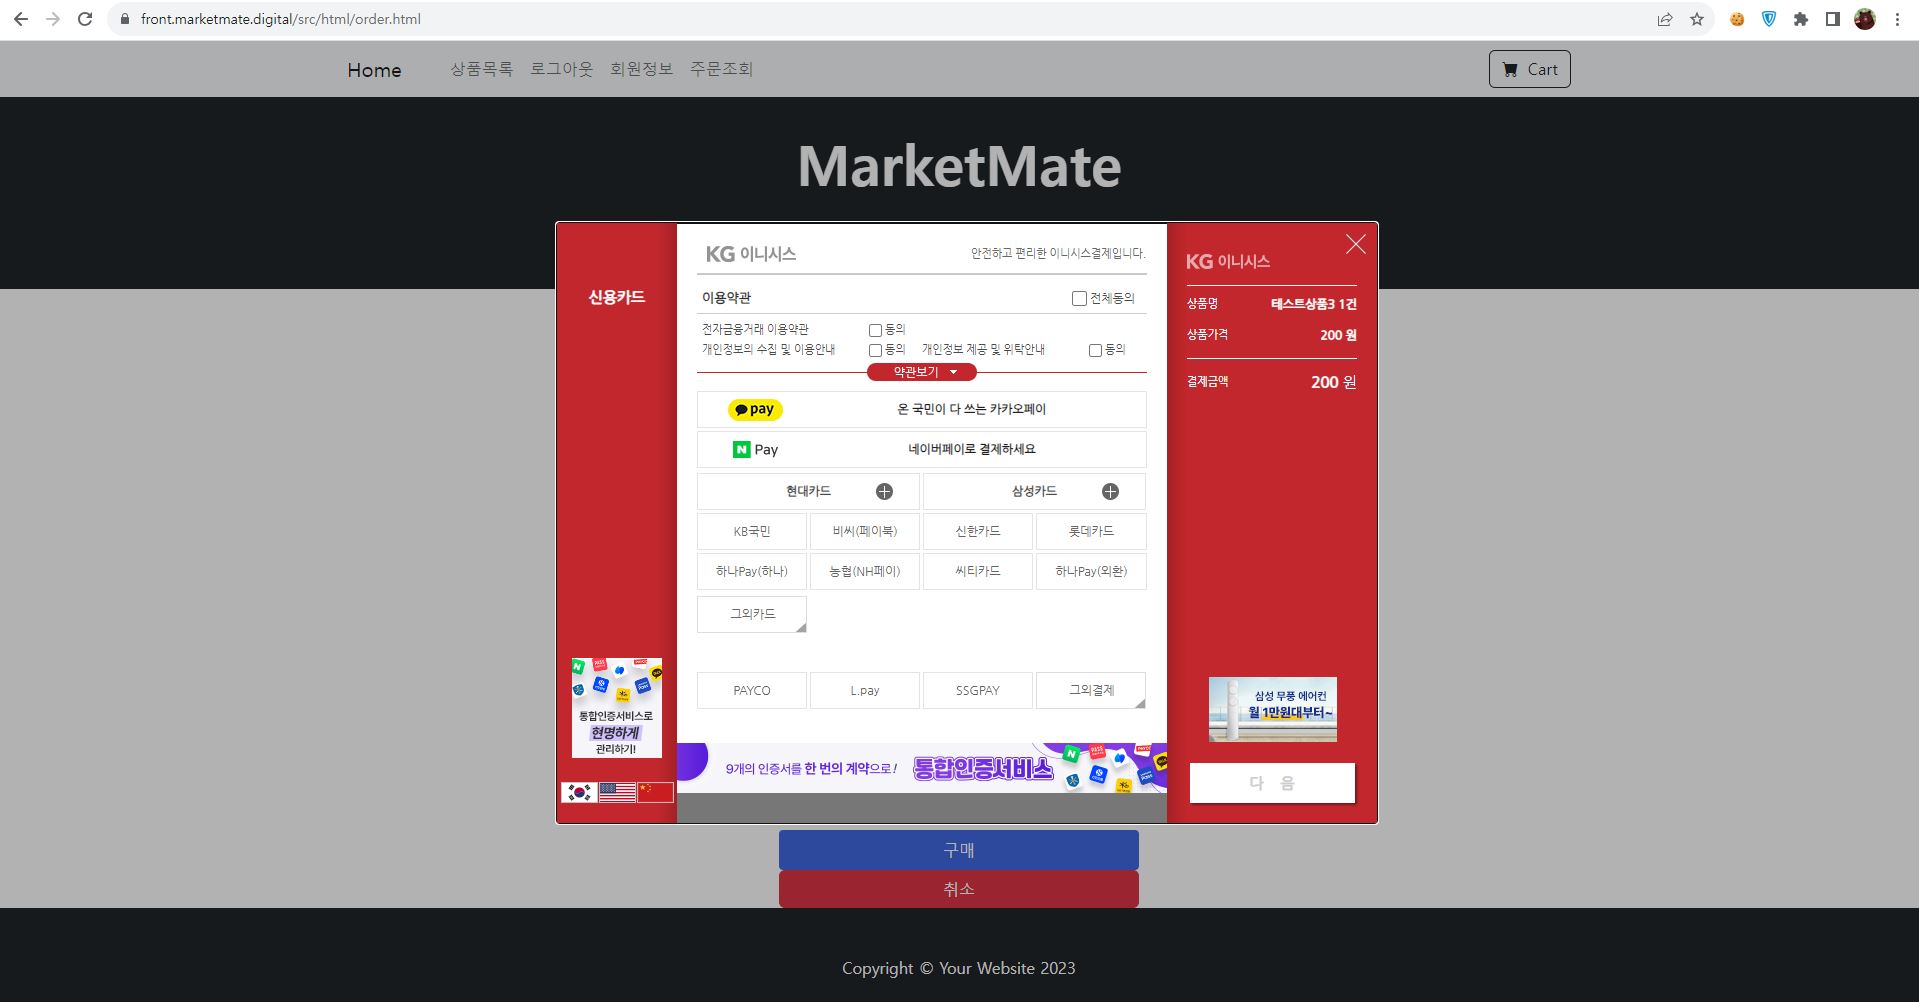 front.marketmate.digital/src/html/order.html
Home 상품목록 로그아웃 회원정보 주문조회 Cart
MarketMate
신용카드
KG 이니시스 안전하고 편리한 이니시스결제입니다.
이용약관 전체동의
전자금융거래 이용약관 동의
개인정보의 수집 및 이용안내 동의 개인정보 제공 및 위탁안내 동의
약관보기
pay 온 국민이 다 쓰는 카카오페이
N Pay 네이버페이로 결제하세요
현대카드 삼성카드
KB국민 비씨(페이북) 신한카드 롯데카드
하나Pay(하나) 농협(NH페이) 씨티카드 하나Pay(외환)
그외카드
PAYCO L.pay SSGPAY 그외결제
9개의 인증서를 한 번의 계약으로! 통합인증서비스
통합인증서비스로
현명하게
관리하기!
KG 이니시스
상품명 테스트상품3 1건
상품가격 200 원
결제금액 200 원
삼성 무풍 에어컨
월 1만원대부터~
다 음
구매
취소
Copyright © Your Website 2023